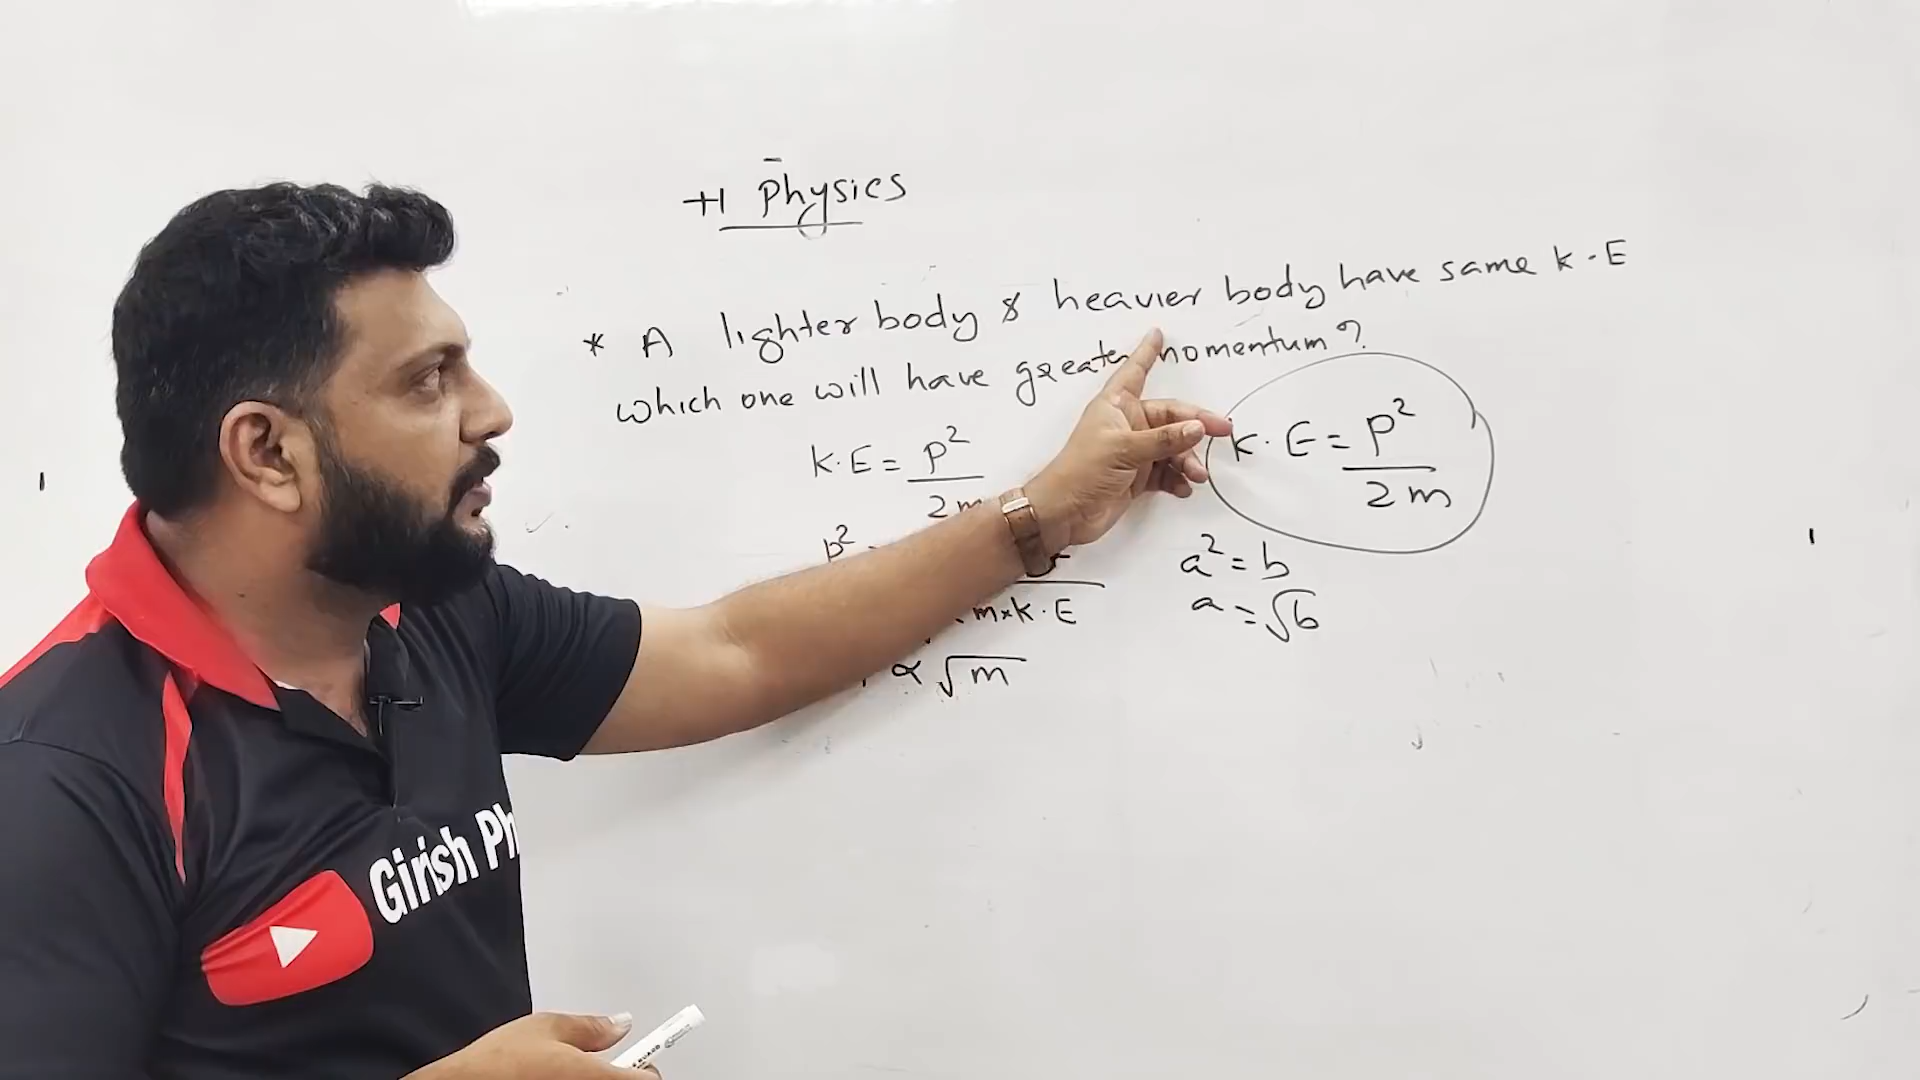 +1 Physics
* A lighter body & heavier body have same K.E
which one will have greater momentum?
K.E = P²/2m
K.E = P²/2m
a² = b
m×K.E
a = √b
∝ √m
Girish Ph